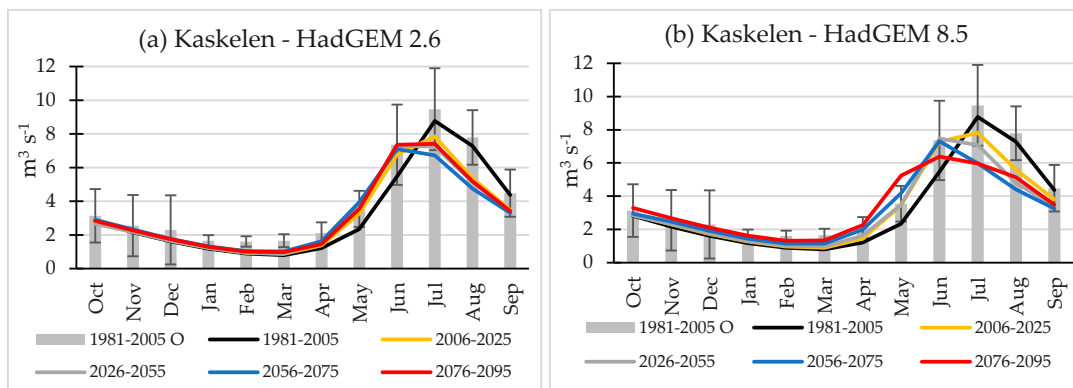 (a) Kaskelen - HadGEM 2.6
m³ s⁻¹
12
10
8
6
4
2
0
Oct Nov Dec Jan Feb Mar Apr May Jun Jul Aug Sep
1981-2005 O 1981-2005 2006-2025
2026-2055 2056-2075 2076-2095
(b) Kaskelen - HadGEM 8.5
m³ s⁻¹
12
10
8
6
4
2
0
Oct Nov Dec Jan Feb Mar Apr May Jun Jul Aug Sep
1981-2005 O 1981-2005 2006-2025
2026-2055 2056-2075 2076-2095